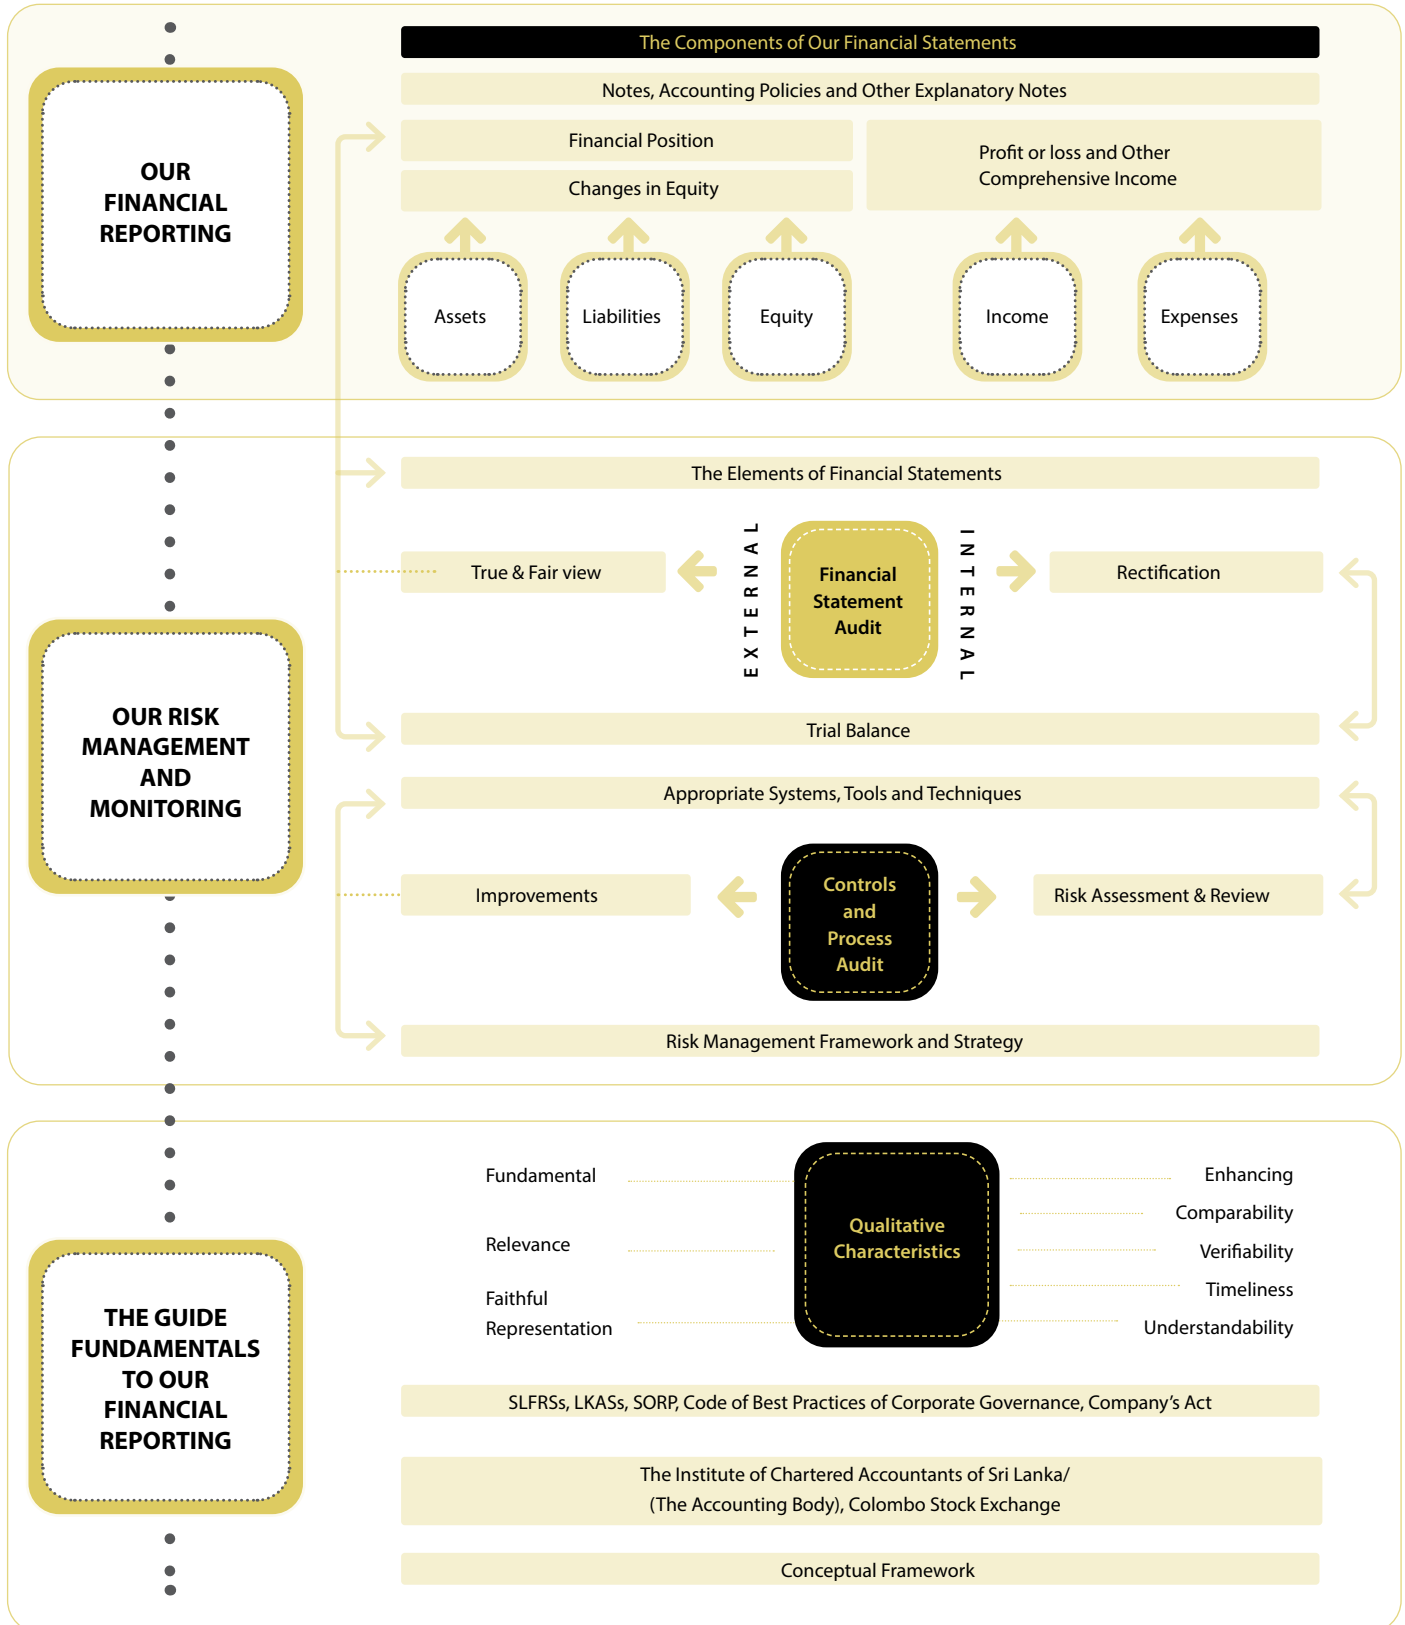 OUR
FINANCIAL
REPORTING
The Components of Our Financial Statements
Notes, Accounting Policies and Other Explanatory Notes
Financial Position
Changes in Equity
Profit or loss and Other
Comprehensive Income
Assets
Liabilities
Equity
Income
Expenses
OUR RISK
MANAGEMENT
AND
MONITORING
The Elements of Financial Statements
True & Fair view
EXTERNAL
Financial
Statement
Audit
INTERNAL
Rectification
Trial Balance
Appropriate Systems, Tools and Techniques
Improvements
Controls
and
Process
Audit
Risk Assessment & Review
Risk Management Framework and Strategy
THE GUIDE
FUNDAMENTALS
TO OUR
FINANCIAL
REPORTING
Fundamental
Relevance
Faithful
Representation
Qualitative
Characteristics
Enhancing
Comparability
Verifiability
Timeliness
Understandability
SLFRSs, LKASs, SORP, Code of Best Practices of Corporate Governance, Company’s Act
The Institute of Chartered Accountants of Sri Lanka/
(The Accounting Body), Colombo Stock Exchange
Conceptual Framework